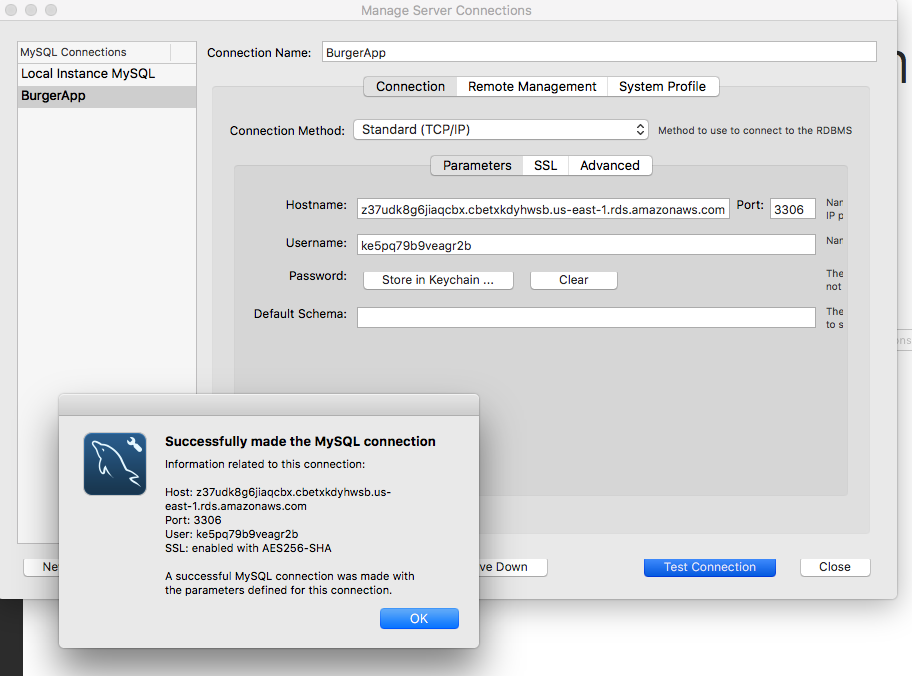 Manage Server Connections
MySQL Connections
Local Instance MySQL
BurgerApp
Connection Name: BurgerApp
Connection Remote Management System Profile
Connection Method: Standard (TCP/IP) Method to use to connect to the RDBMS
Parameters SSL Advanced
Hostname: z37udk8g6jiaqcbx.cbetxkdyhwsb.us-east-1.rds.amazonaws.com Port: 3306
IP p
Username: ke5pq79b9veagr2b
Password: Store in Keychain ... Clear The
not
Default Schema: The
to s
Successfully made the MySQL connection
Information related to this connection:
Host: z37udk8g6jiaqcbx.cbetxkdyhwsb.us-
east-1.rds.amazonaws.com
Port: 3306
User: ke5pq79b9veagr2b
SSL: enabled with AES256-SHA
A successful MySQL connection was made with
the parameters defined for this connection.
OK
Ne ve Down Test Connection Close